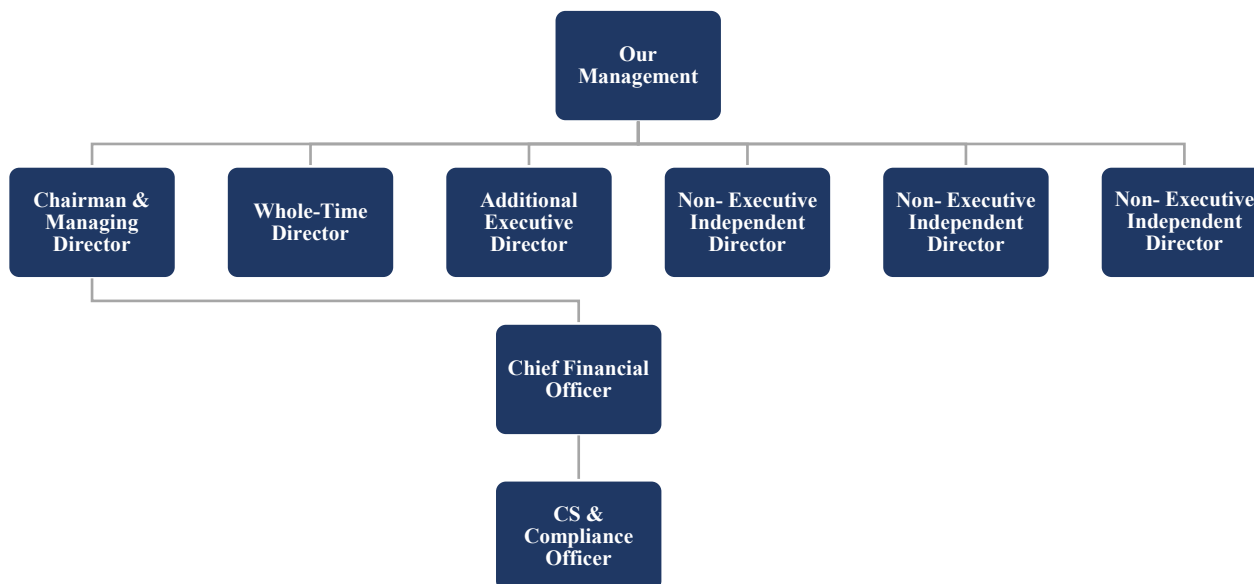 Our
Management
Chairman &
Managing
Director
Whole-Time
Director
Additional
Executive
Director
Non- Executive
Independent
Director
Non- Executive
Independent
Director
Non- Executive
Independent
Director
Chief Financial
Officer
CS &
Compliance
Officer